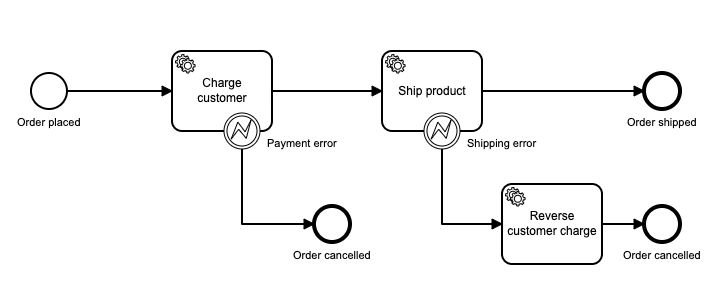 Charge
customer
Ship product
Order placed
Order shipped
Payment error
Shipping error
Reverse
customer charge
Order cancelled
Order cancelled